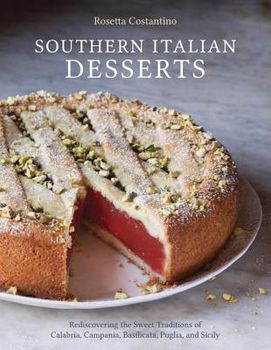 Rosetta Costantino
SOUTHERN ITALIAN
DESSERTS
Rediscovering the Sweet Traditions of
Calabria, Campania, Basilicata, Puglia, and Sicily